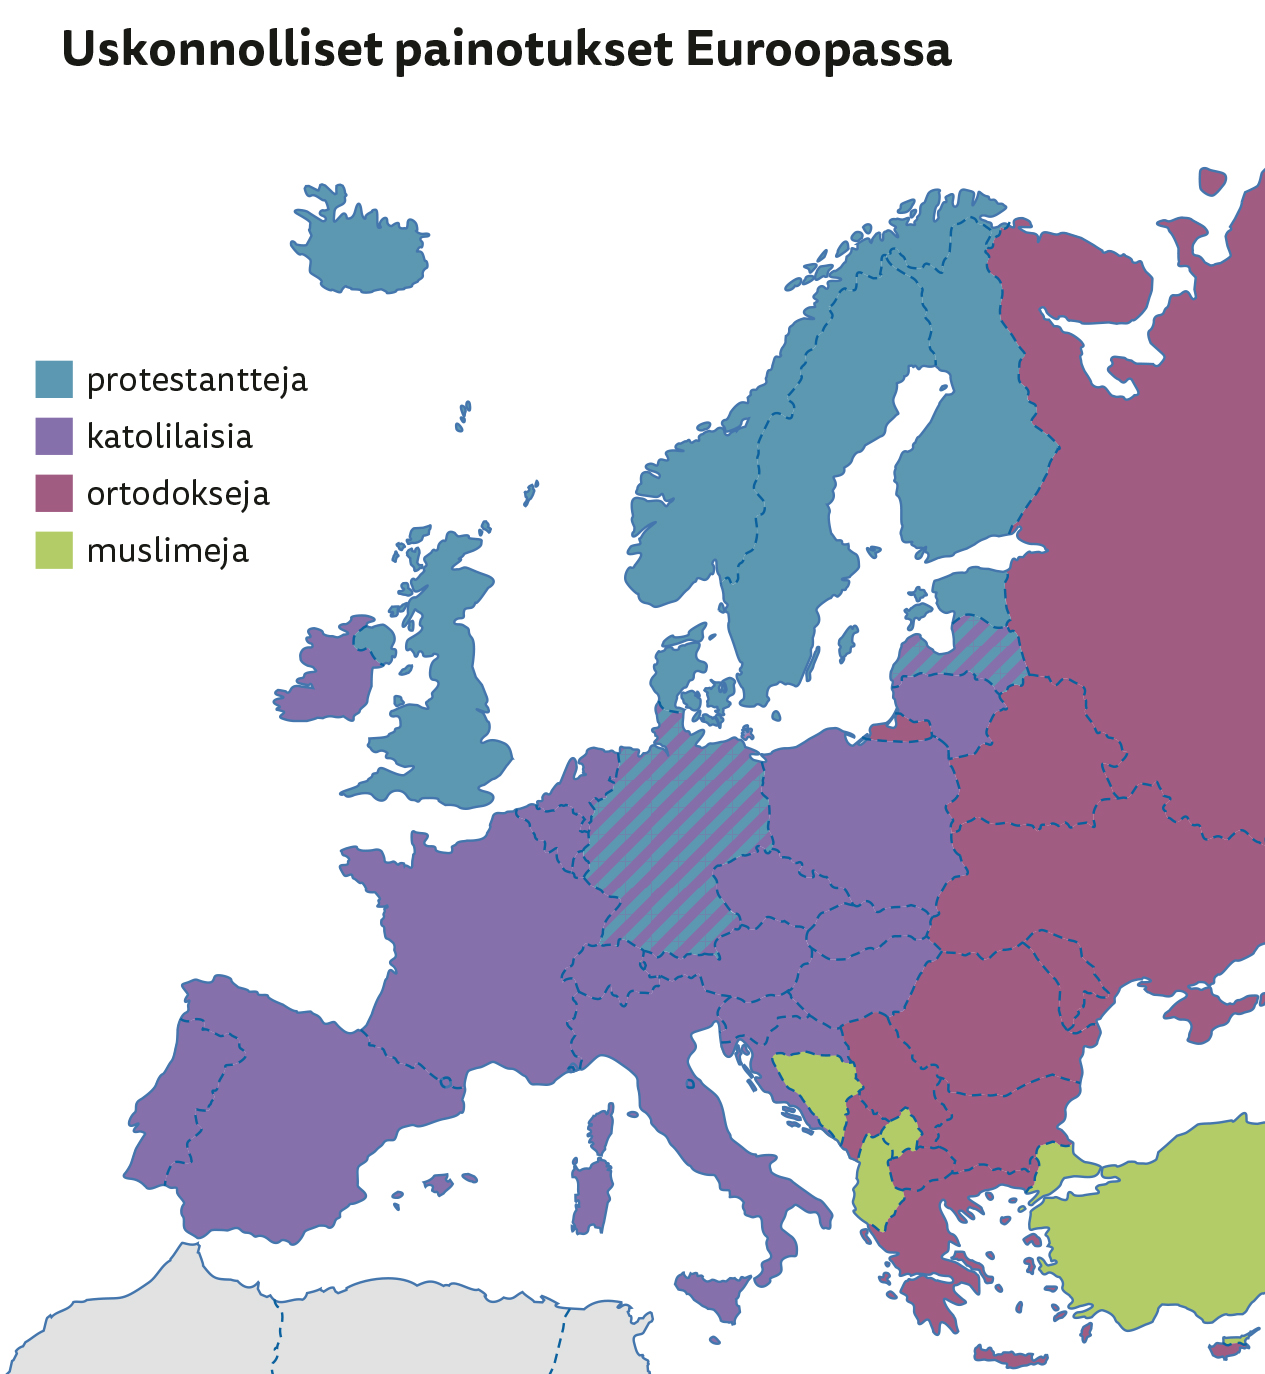 Uskonnolliset painotukset Euroopassa
protestantteja
katolilaisia
ortodokseja
muslimeja